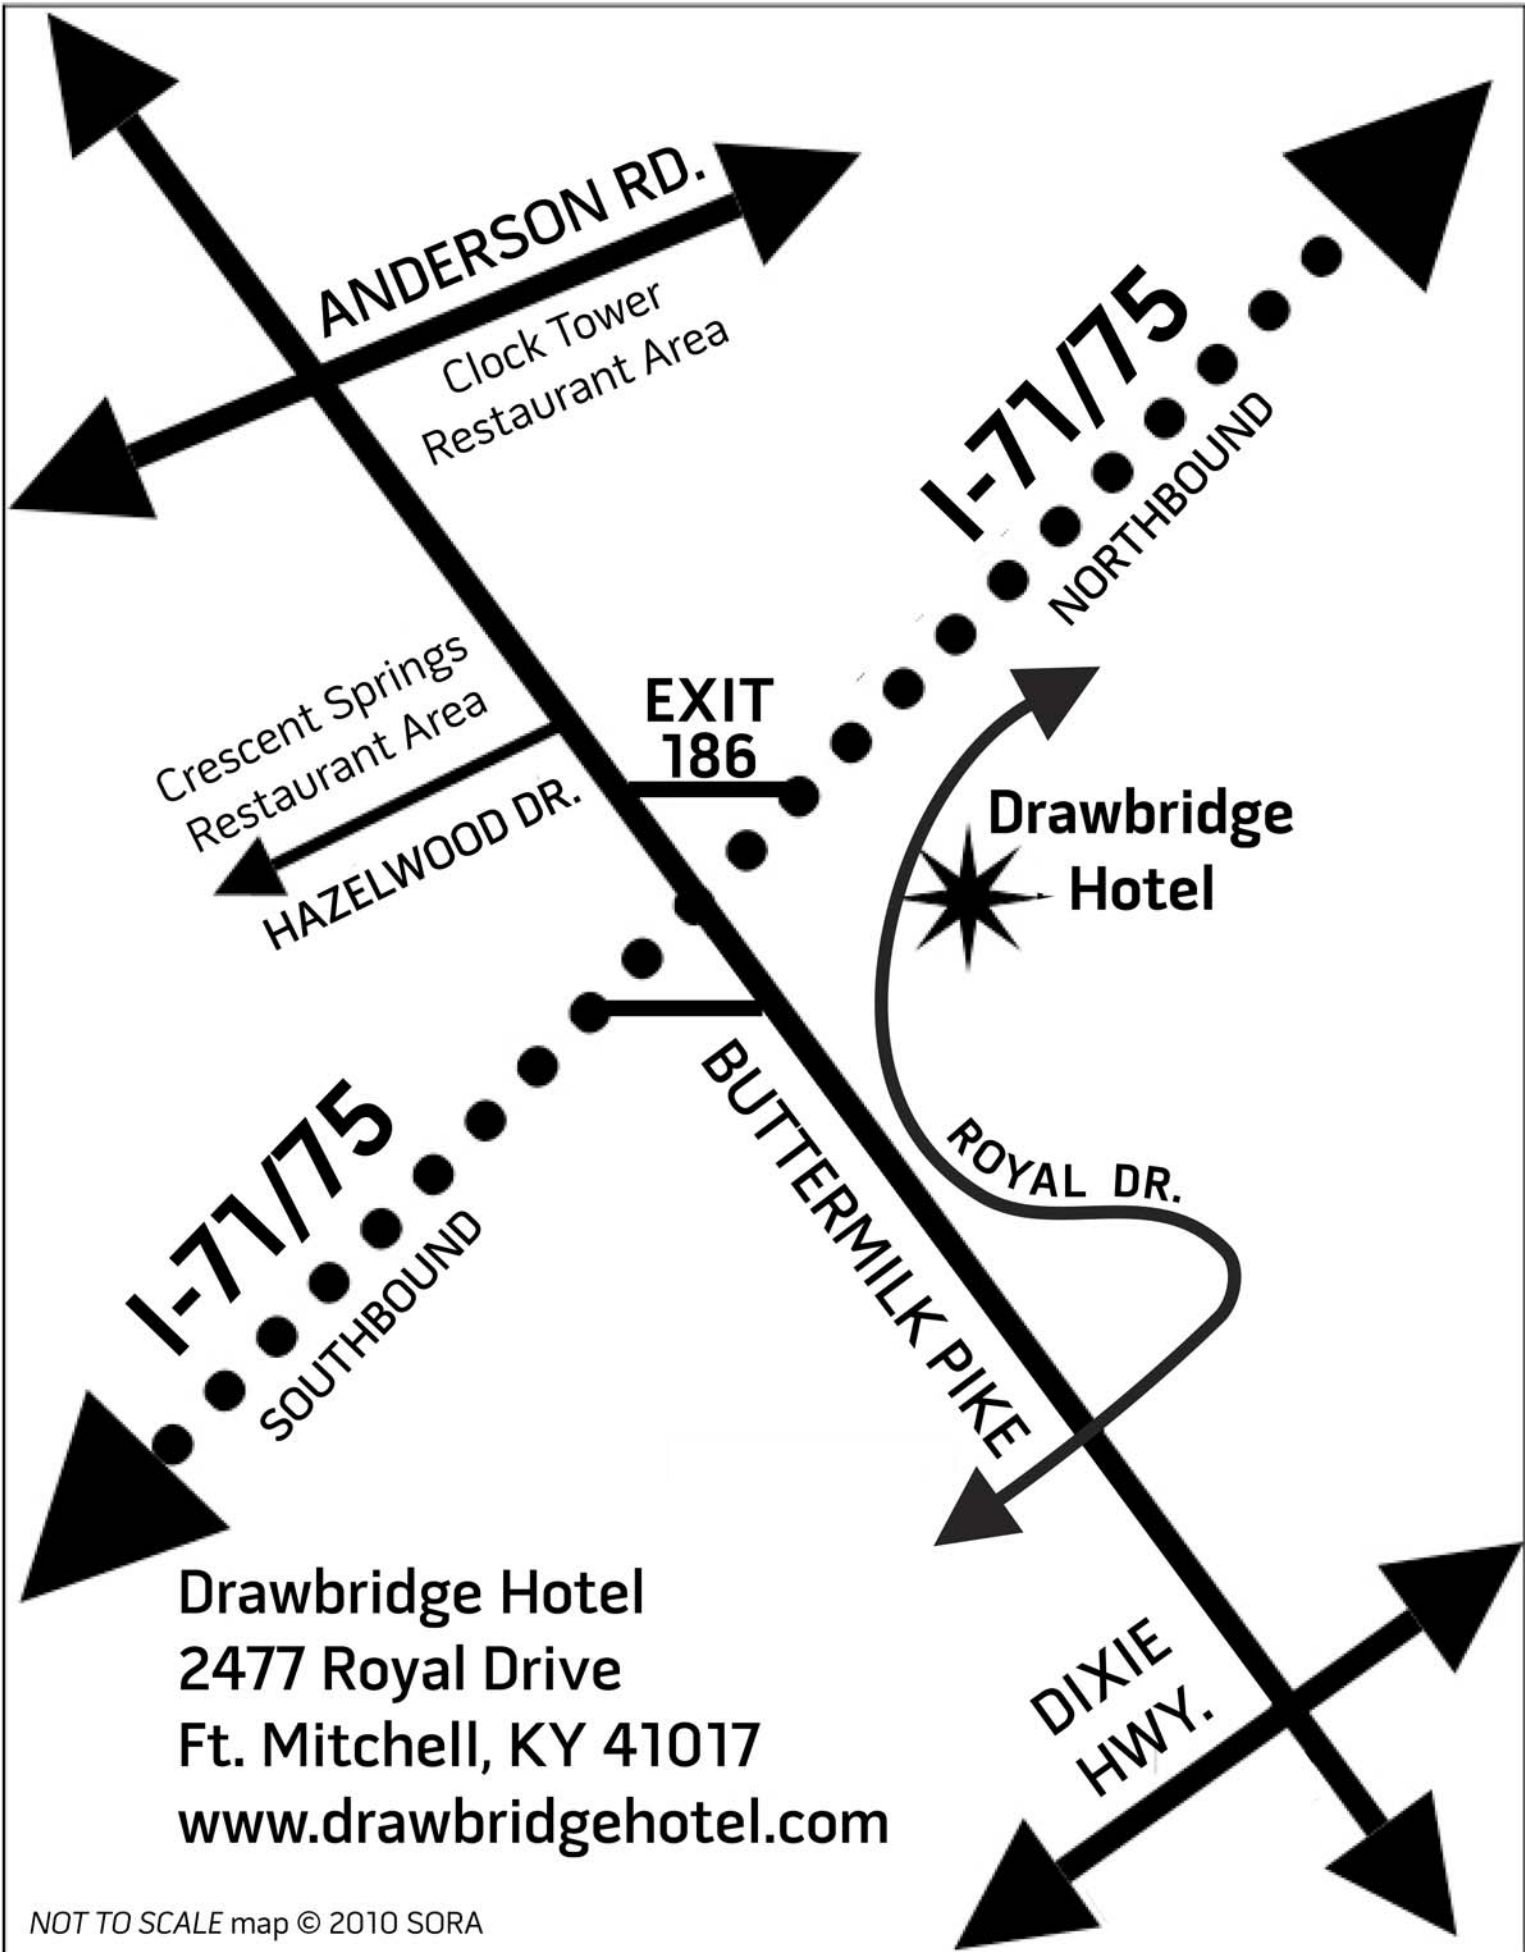 ANDERSON RD.
Clock Tower
Restaurant Area
I-71/75
NORTHBOUND
Crescent Springs
Restaurant Area
HAZELWOOD DR.
EXIT
186
Drawbridge
Hotel
BUTTERMILK PIKE
ROYAL DR.
I-71/75
SOUTHBOUND
DIXIE
HWY.
Drawbridge Hotel
2477 Royal Drive
Ft. Mitchell, KY 41017
www.drawbridgehotel.com
NOT TO SCALE map © 2010 SORA